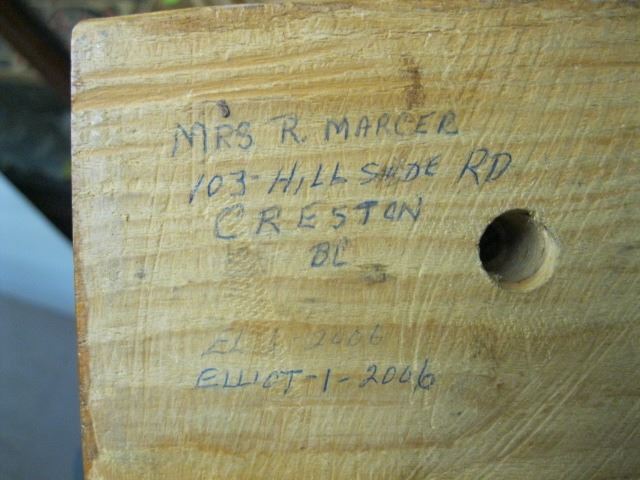 MRS R. MARCER
103-HILLSIDE RD
CRESTON
BC
EL 1-2006
ELLIOT-1-2006